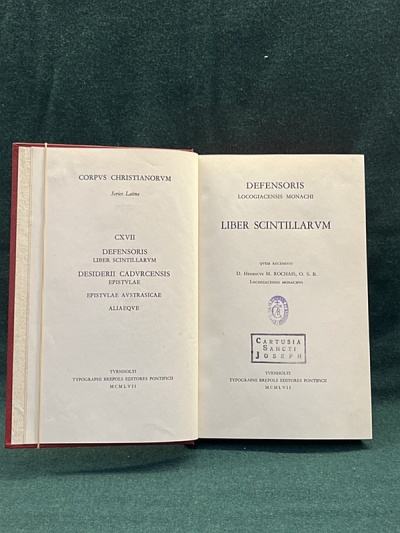 CORPVS CHRISTIANORVM
Series Latina
CXVII
DEFENSORIS
LIBER SCINTILLARVM
DESIDERII CADVRCENSIS
EPISTVLAE
EPISTVLAE AVSTRASICAE
ALIAEQVE
TVRNHOLTI
TYPOGRAPHI BREPOLS EDITORES PONTIFICII
MCMLVII
DEFENSORIS
LOCOGIACENSIS MONACHI
LIBER SCINTILLARVM
QVEM RECENSVIT
D. Henricvs M. ROCHAIS, O. S. B.
Locogiacensis monachvs
CARTUSIA
SANCTI
JOSEPH
TVRNHOLTI
TYPOGRAPHI BREPOLS EDITORES PONTIFICII
MCMLVII